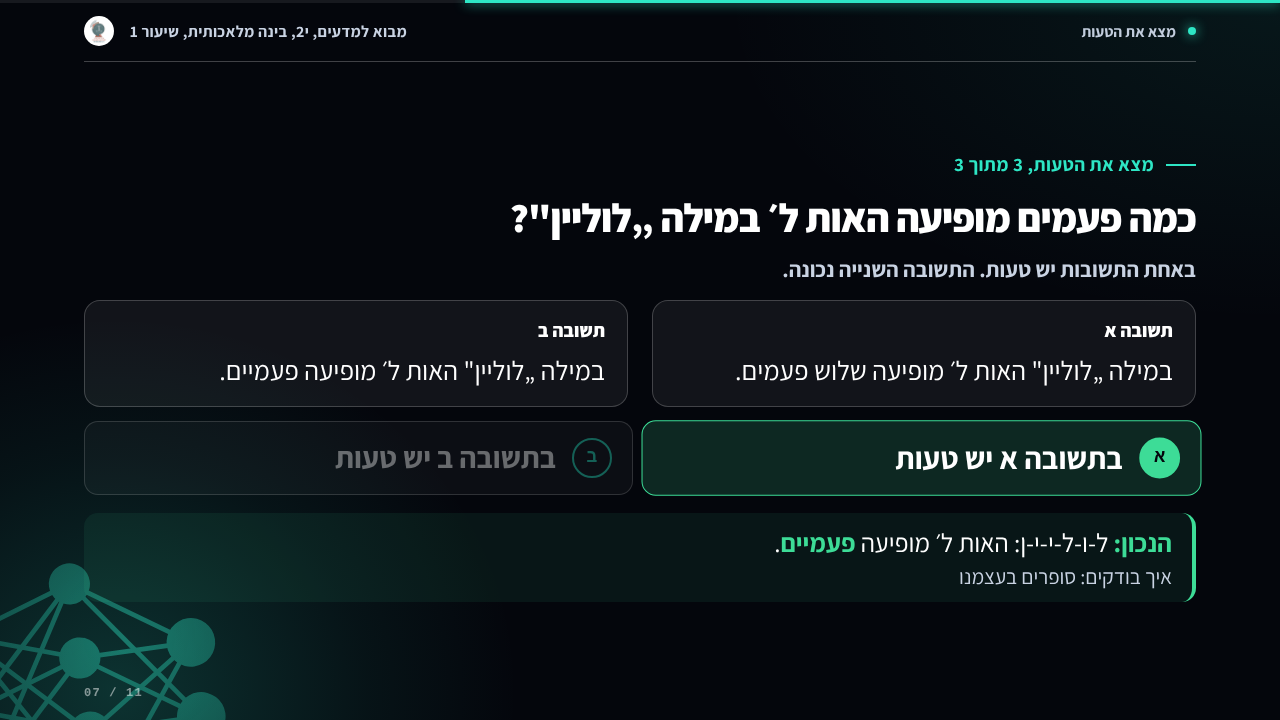 מצא את הטעות
מבוא למדעים, י2, בינה מלאכותית, שיעור 1
מצא את הטעות, 3 מתוך 3
כמה פעמים מופיעה האות ל׳ במילה „לוליין"?
באחת התשובות יש טעות. התשובה השנייה נכונה.
תשובה א
במילה „לוליין" האות ל׳ מופיעה שלוש פעמים.
תשובה ב
במילה „לוליין" האות ל׳ מופיעה פעמיים.
א
בתשובה א יש טעות
ב
בתשובה ב יש טעות
הנכון: ל-ו-ל-י-י-ן: האות ל׳ מופיעה פעמיים.
איך בודקים: סופרים בעצמנו
07 / 11